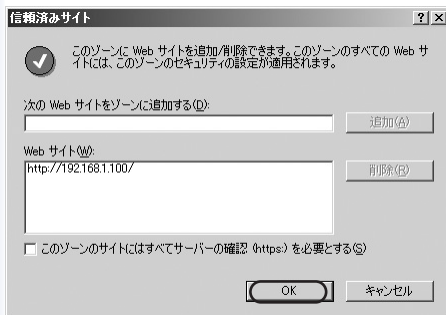 信頼済みサイト
このゾーンに Web サイトを追加/削除できます。このゾーンのすべての Web サ
イトには、このゾーンのセキュリティの設定が適用されます。
次の Web サイトをゾーンに追加する(D):
追加(A)
Web サイト(W):
http://192.168.1.100/
削除(R)
このゾーンのサイトにはすべてサーバーの確認 (https:) を必要とする(S)
OK
キャンセル